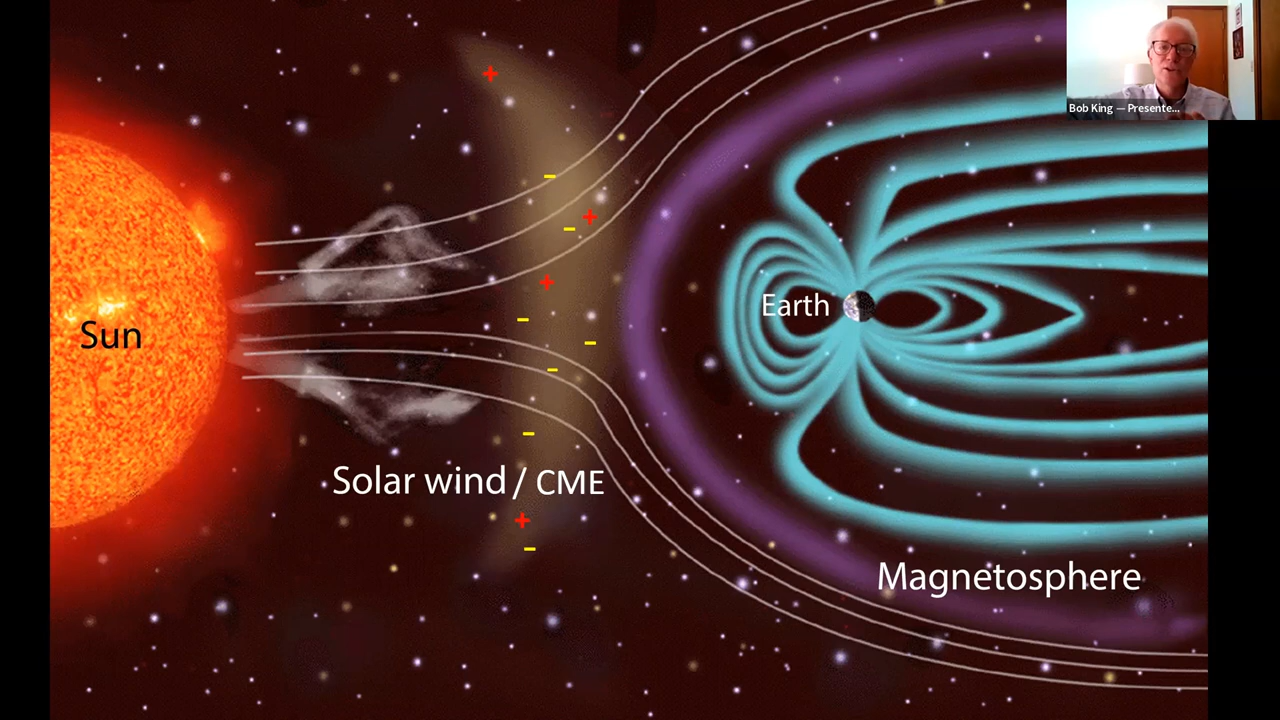 Bob King — Presente...
Earth
Sun
Solar wind / CME
Magnetosphere